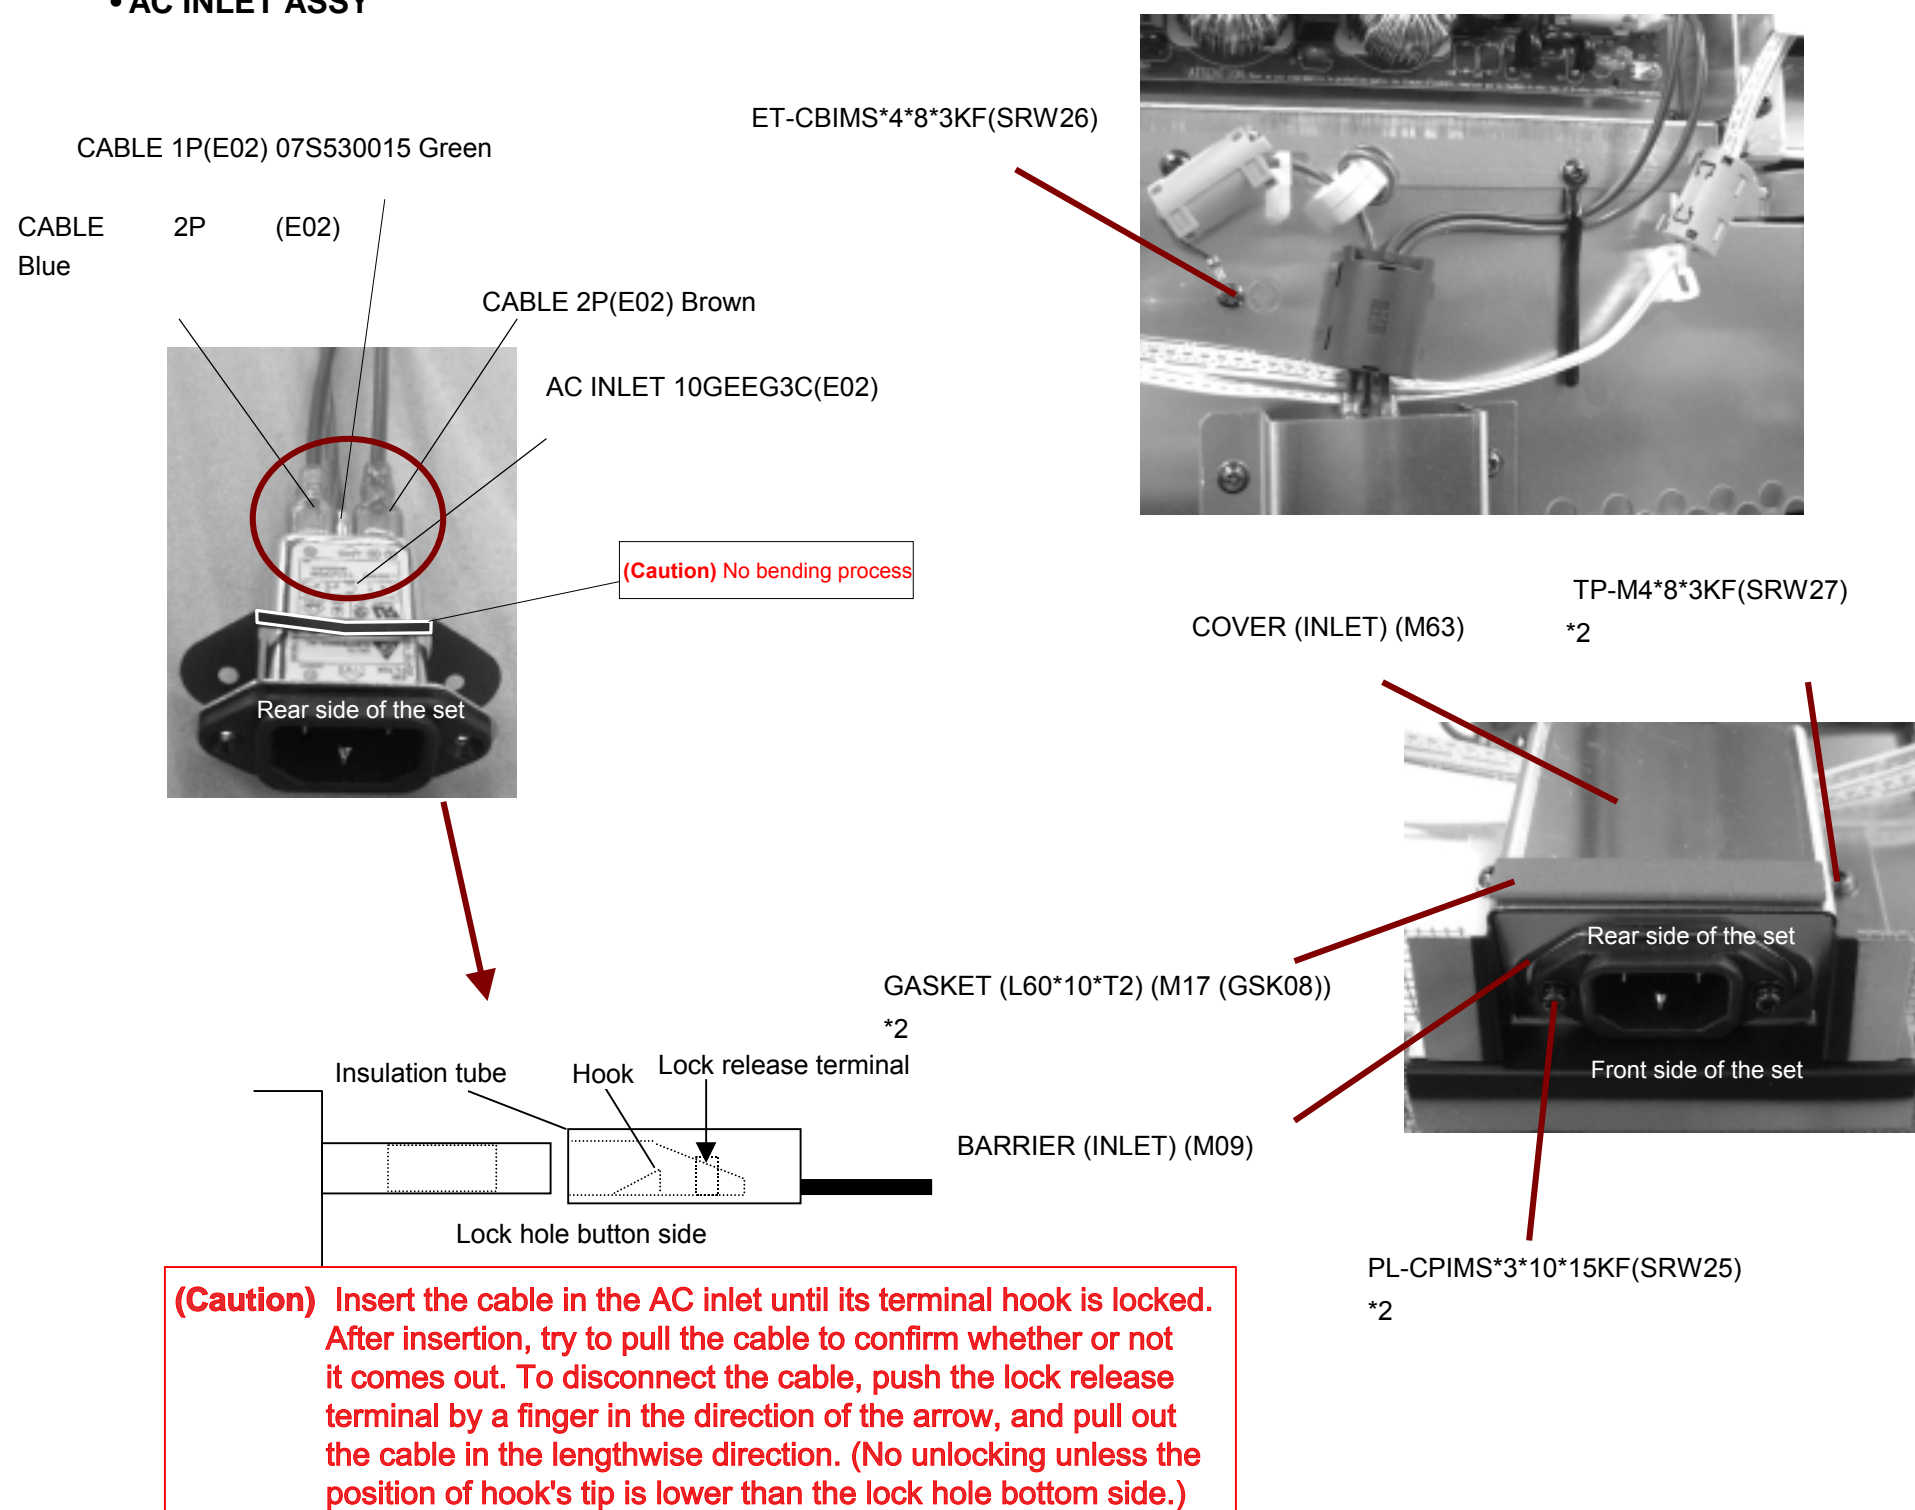 • AC INLET ASSY
ET-CBIMS*4*8*3KF(SRW26)
CABLE 1P(E02) 07S530015 Green
CABLE 2P (E02)
Blue
CABLE 2P(E02) Brown
AC INLET 10GEEG3C(E02)
(Caution) No bending process
TP-M4*8*3KF(SRW27)
*2
COVER (INLET) (M63)
Rear side of the set
Rear side of the set
GASKET (L60*10*T2) (M17 (GSK08))
*2
Front side of the set
Insulation tube
Hook
Lock release terminal
BARRIER (INLET) (M09)
Lock hole button side
PL-CPIMS*3*10*15KF(SRW25)
*2
(Caution) Insert the cable in the AC inlet until its terminal hook is locked.
After insertion, try to pull the cable to confirm whether or not
it comes out. To disconnect the cable, push the lock release
terminal by a finger in the direction of the arrow, and pull out
the cable in the lengthwise direction. (No unlocking unless the
position of hook's tip is lower than the lock hole bottom side.)